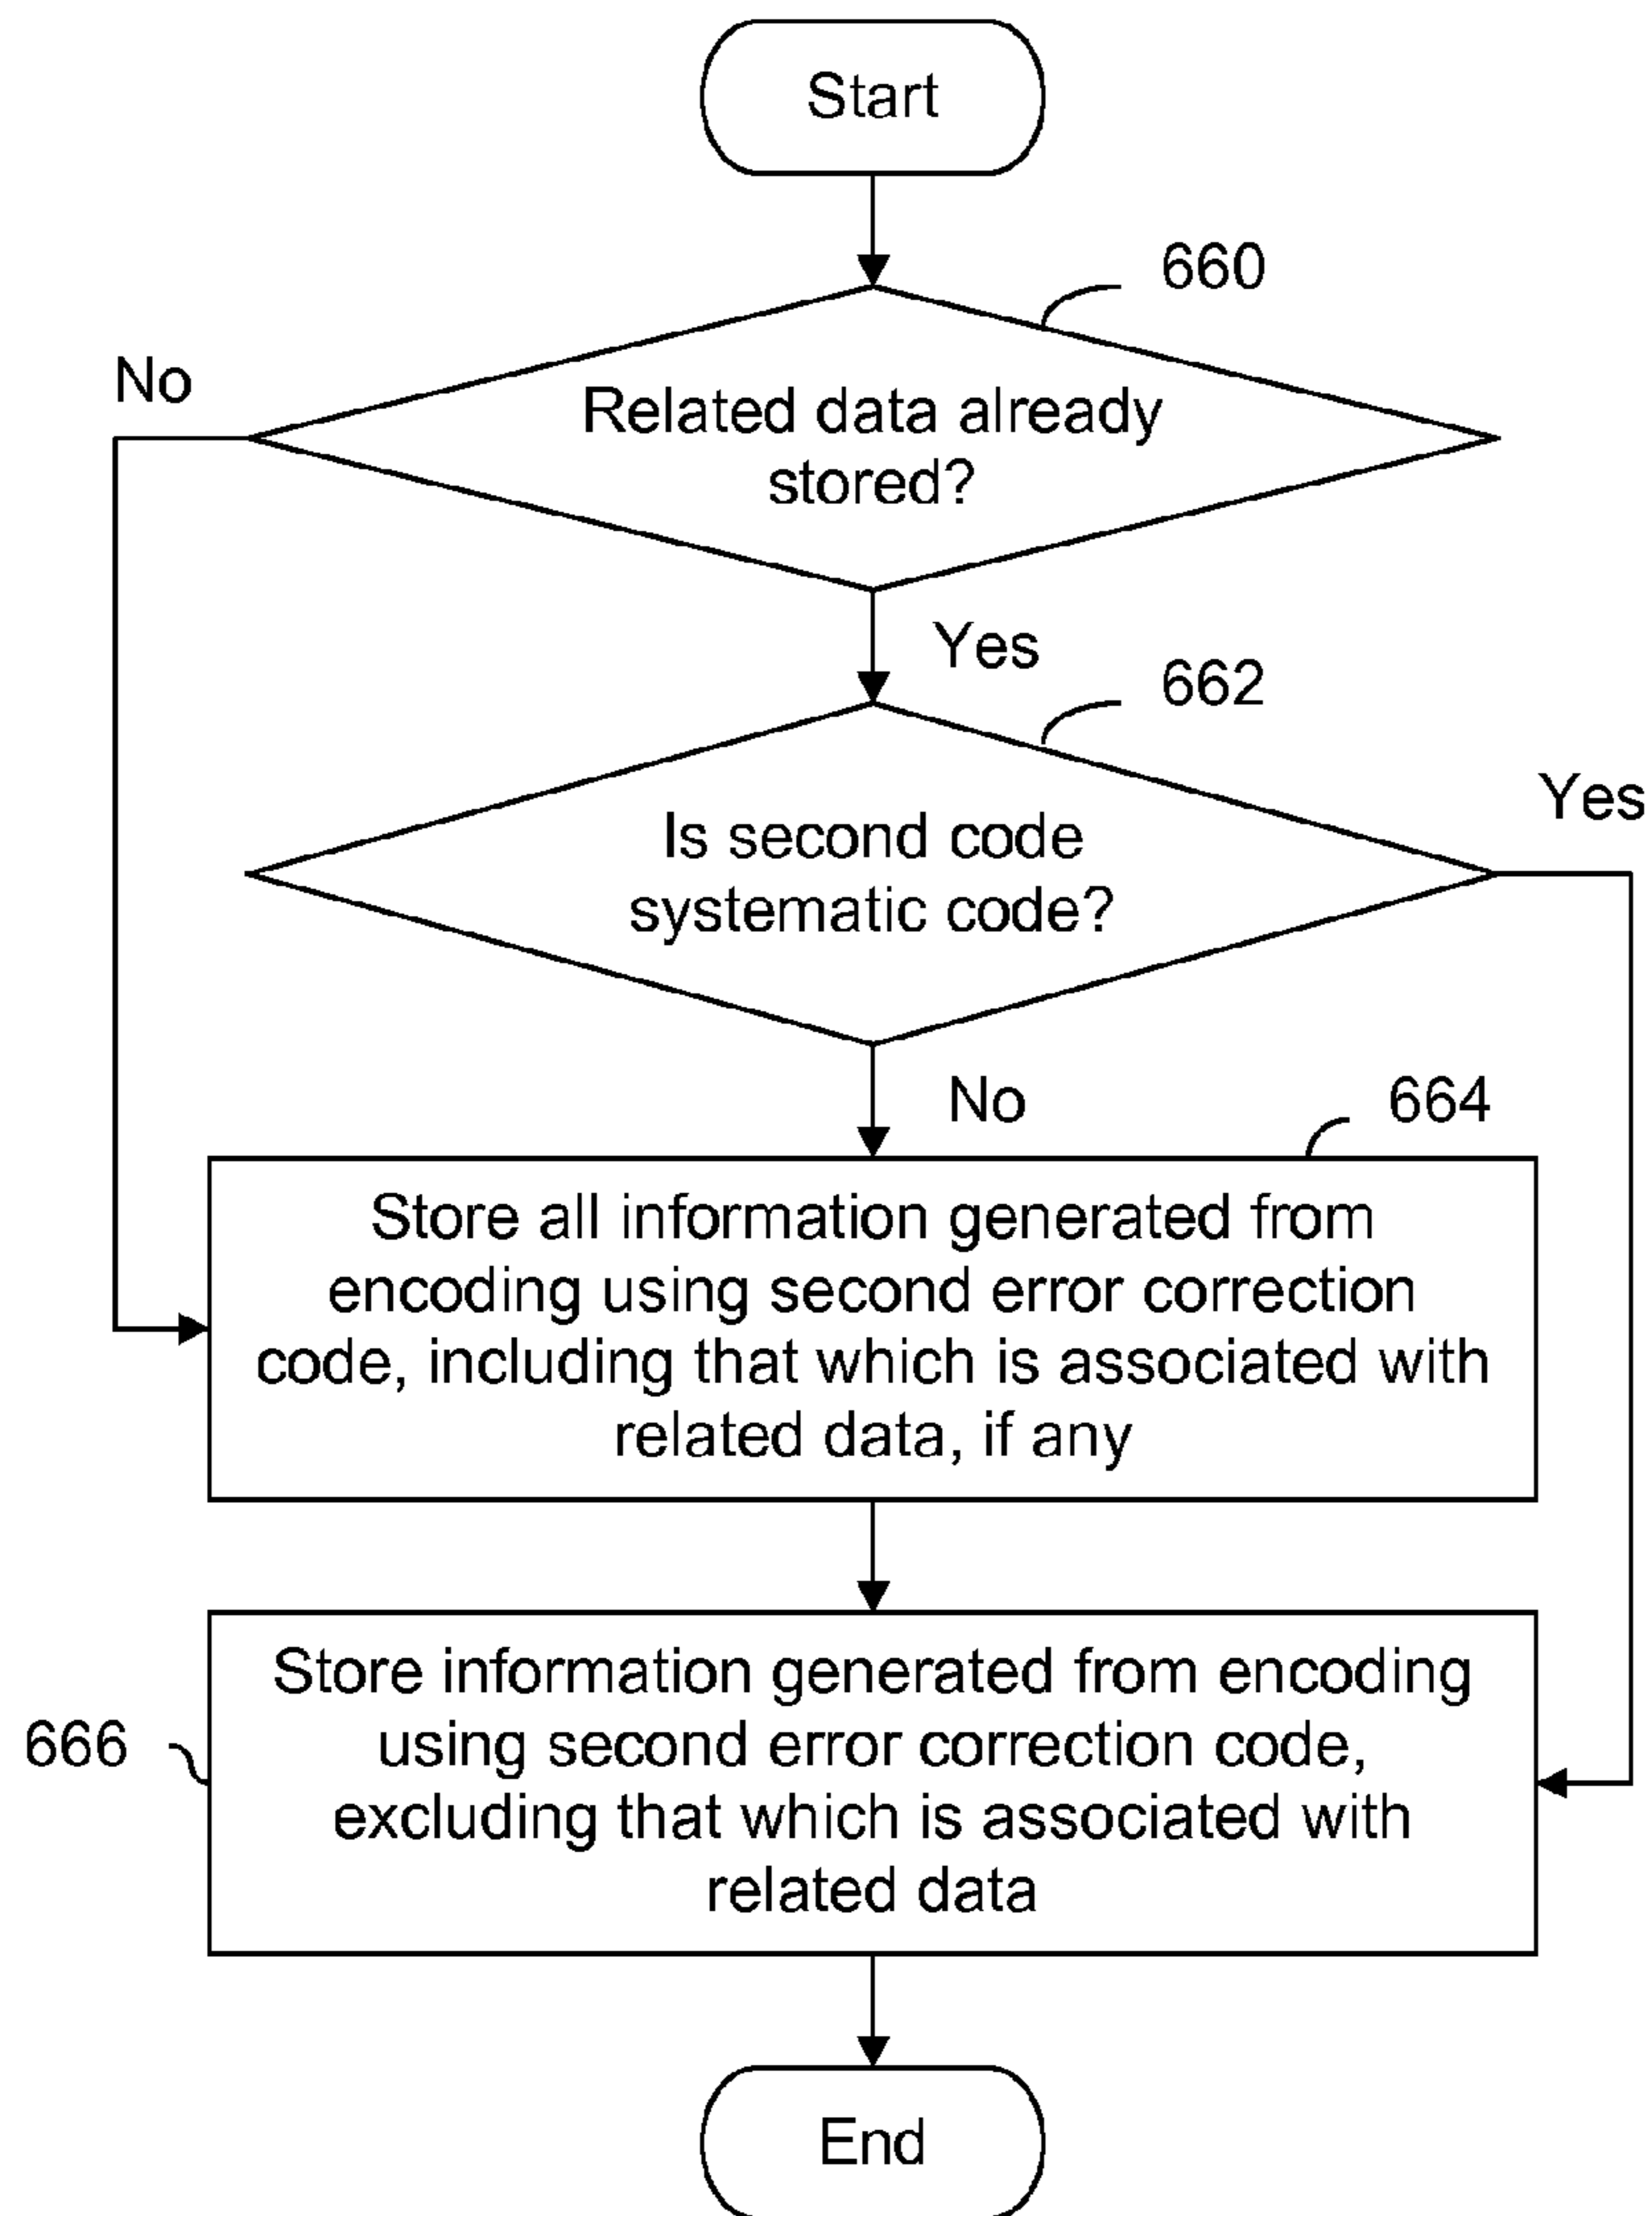 Start
660
No
Related data already
stored?
Yes
662
Yes
Is second code
systematic code?
No
664
Store all information generated from
encoding using second error correction
code, including that which is associated with
related data, if any
Store information generated from encoding
666
using second error correction code,
excluding that which is associated with
related data
End